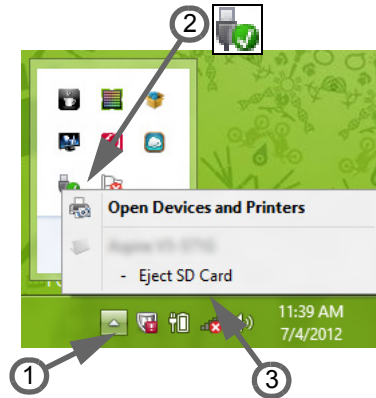 2
Open Devices and Printers
- Eject SD Card
11:39 AM
7/4/2012
1
3